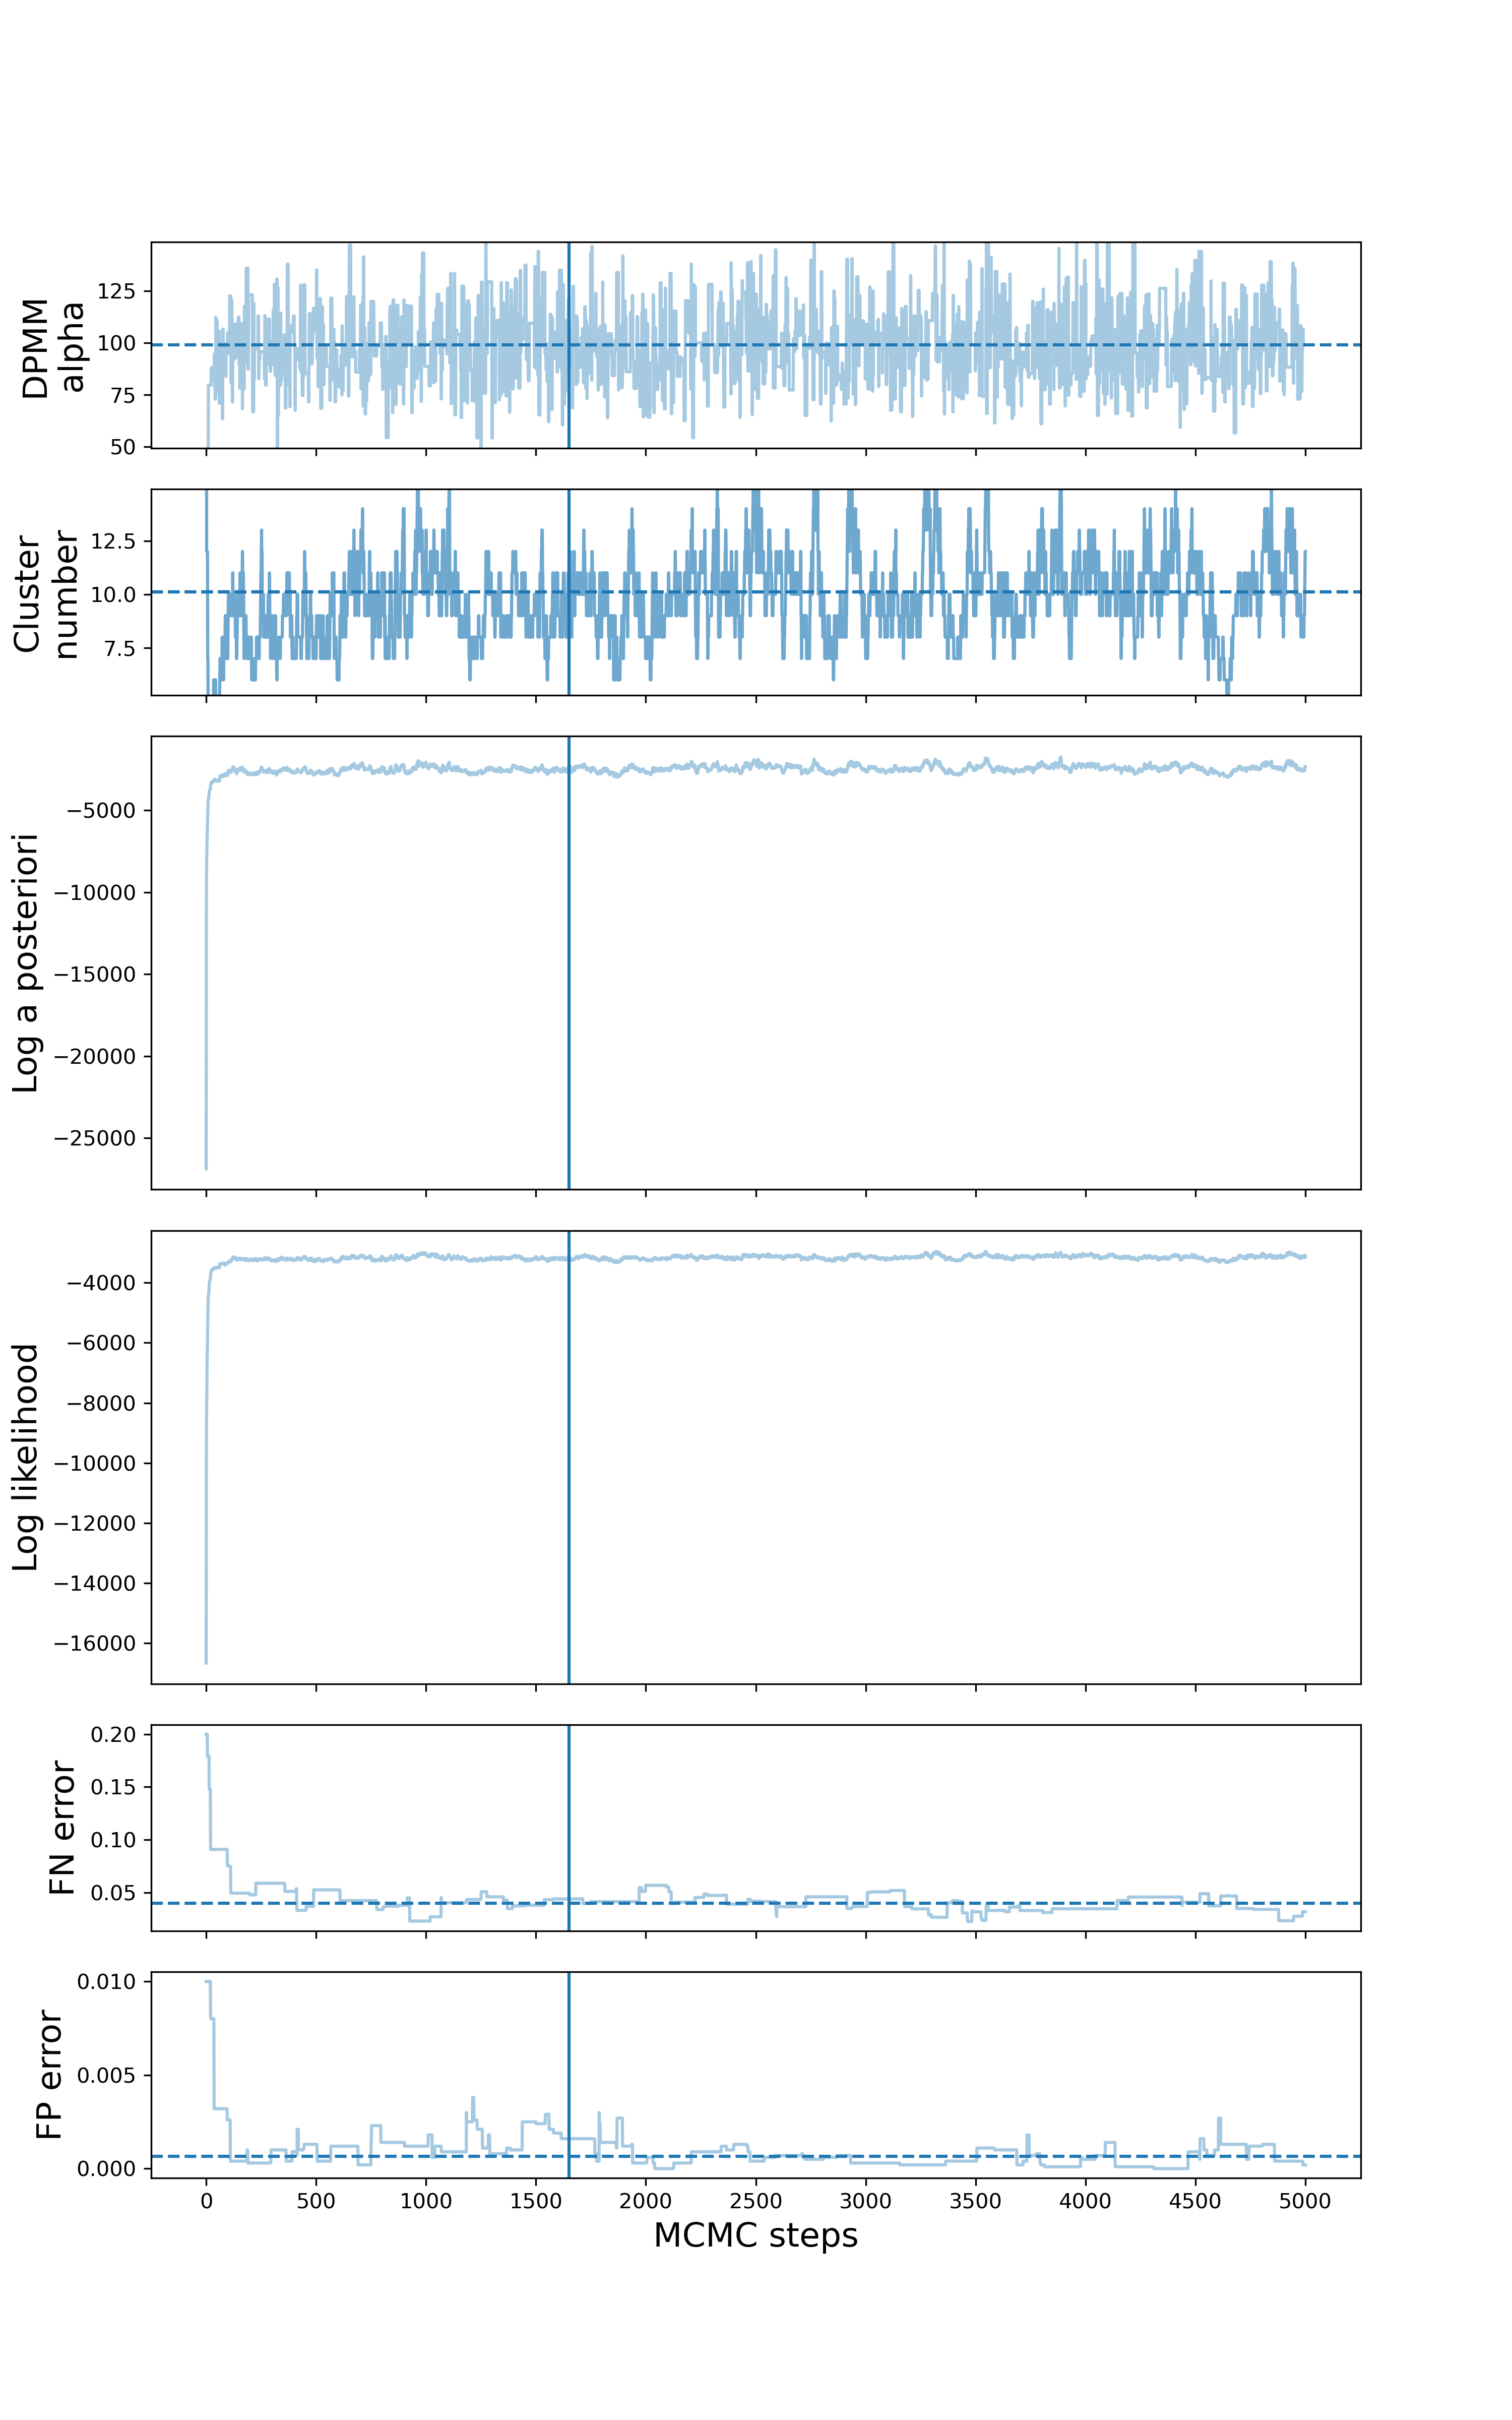 DPMM
alpha
125
100
75
50
Cluster
number
12.5
10.0
7.5
Log a posteriori
−5000
−10000
−15000
−20000
−25000
Log likelihood
−4000
−6000
−8000
−10000
−12000
−14000
−16000
FN error
0.20
0.15
0.10
0.05
FP error
0.010
0.005
0.000
0 500 1000 1500 2000 2500 3000 3500 4000 4500 5000
MCMC steps